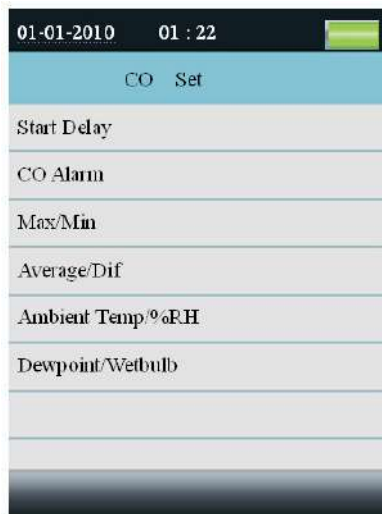 01-01-2010 01 : 22
CO Set
Start Delay
CO Alarm
Max/Min
Average/Dif
Ambient Temp/%RH
Dewpoint/Wetbulb